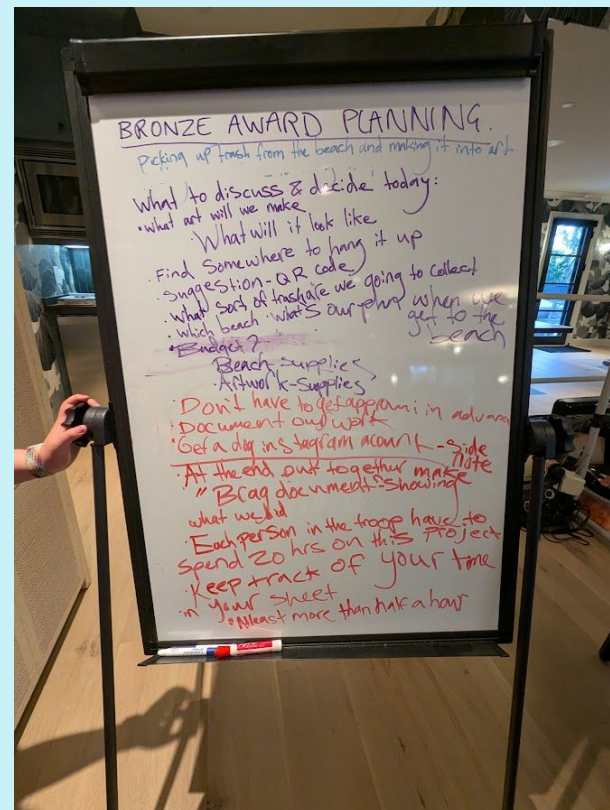 BRONZE AWARD PLANNING.
Picking up trash from the beach and making it into art
What to discuss & decide today:
• what art will we make
• What will it look like
• Find Somewhere to hang it up
• Suggestion - QR code
• What sort of trash are we going to collect
• which beach • what's our plan when we
get to the
beach
• Budget?
Beach-supplies
• Artwork-Supplies
• Don't have to get in advanc
• Document our work
• Get a dog instagram acount - Side
note
• At the end put together make
" Brag document" showing
what we did
• Each person in the troop have to
spend 20 hrs on this project
• Keep track of your time
in your sheet
• Atleast more than half a hour